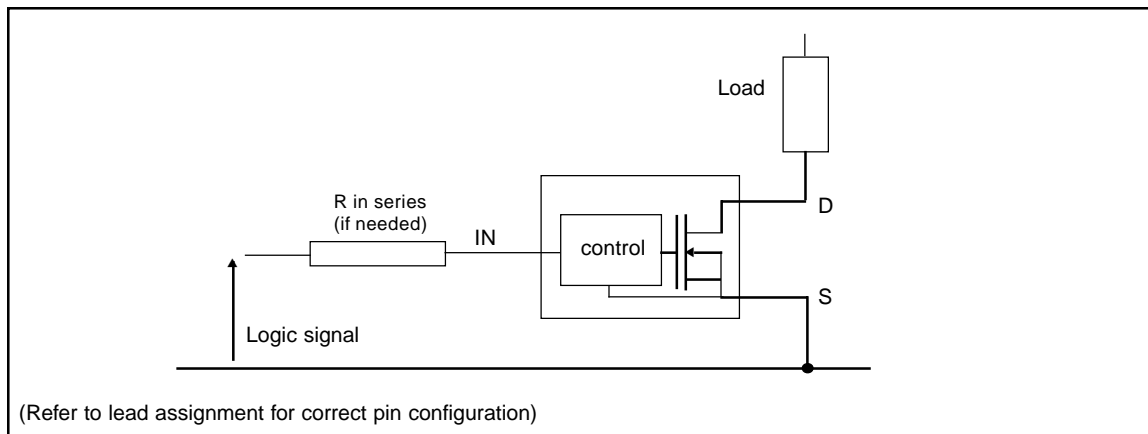 Load
R in series
(if needed)
IN
D
control
S
Logic signal
(Refer to lead assignment for correct pin configuration)